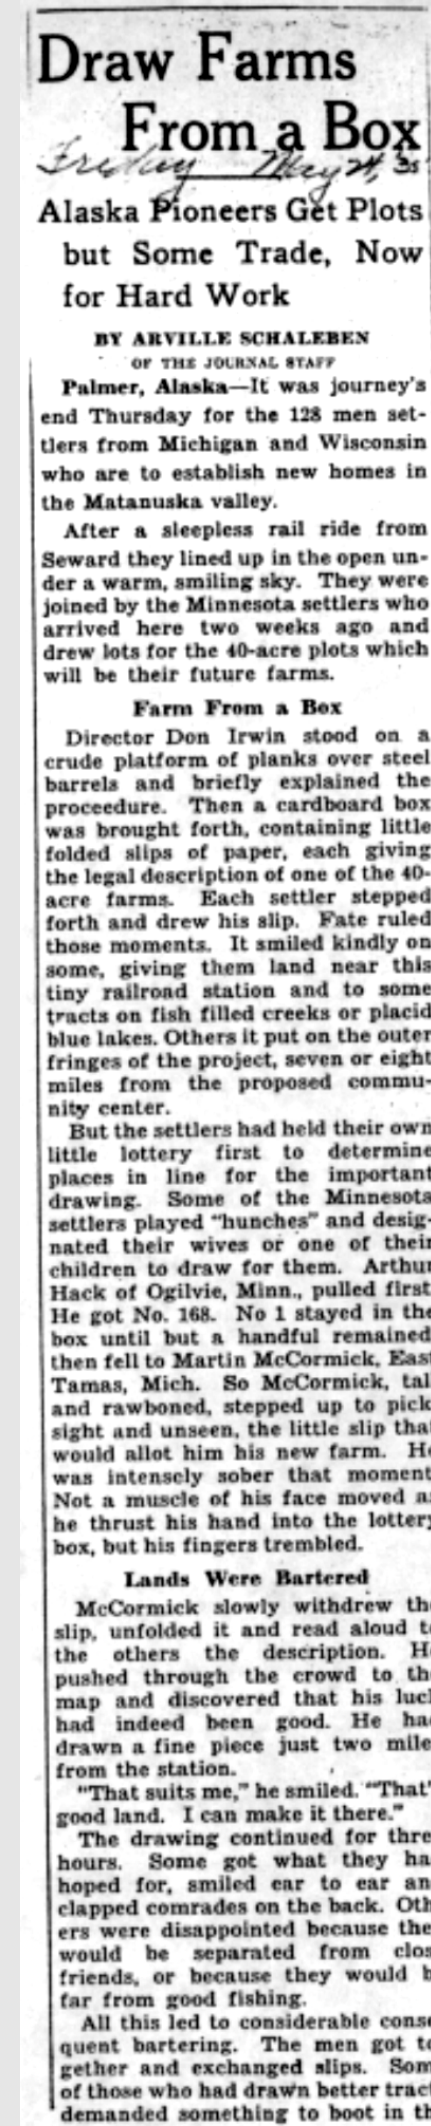 Draw Farms
From a Box
Friday May 24, '35
Alaska Pioneers Get Plots
but Some Trade, Now
for Hard Work
BY ARVILLE SCHALEBEN
OF THE JOURNAL STAFF
Palmer, Alaska—It was journey's
end Thursday for the 128 men set-
tlers from Michigan and Wisconsin
who are to establish new homes in
the Matanuska valley.
After a sleepless rail ride from
Seward they lined up in the open un-
der a warm, smiling sky. They were
joined by the Minnesota settlers who
arrived here two weeks ago and
drew lots for the 40-acre plots which
will be their future farms.
Farm From a Box
Director Don Irwin stood on a
crude platform of planks over steel
barrels and briefly explained the
proceedure. Then a cardboard box
was brought forth, containing little
folded slips of paper, each giving
the legal description of one of the 40-
acre farms. Each settler stepped
forth and drew his slip. Fate ruled
those moments. It smiled kindly on
some, giving them land near this
tiny railroad station and to some
tracts on fish filled creeks or placid
blue lakes. Others it put on the outer
fringes of the project, seven or eight
miles from the proposed commu-
nity center.
But the settlers had held their own
little lottery first to determine
places in line for the important
drawing. Some of the Minnesota
settlers played "hunches" and desig-
nated their wives or one of their
children to draw for them. Arthur
Hack of Ogilvie, Minn., pulled first
He got No. 168. No 1 stayed in the
box until but a handful remained
then fell to Martin McCormick, East
Tamas, Mich. So McCormick, tal
and rawboned, stepped up to pick
sight and unseen, the little slip that
would allot him his new farm. He
was intensely sober that moment
Not a muscle of his face moved a
he thrust his hand into the lottery
box, but his fingers trembled.
Lands Were Bartered
McCormick slowly withdrew th
slip, unfolded it and read aloud t
the others the description. H
pushed through the crowd to th
map and discovered that his luc
had indeed been good. He ha
drawn a fine piece just two mile
from the station.
"That suits me," he smiled. "That'
good land. I can make it there."
The drawing continued for thre
hours. Some got what they ha
hoped for, smiled ear to ear an
clapped comrades on the back. Oth
ers were disappointed because the
would be separated from clos
friends, or because they would b
far from good fishing.
All this led to considerable conse
quent bartering. The men got to
gether and exchanged slips. Som
of those who had drawn better tract
demanded something to boot in th